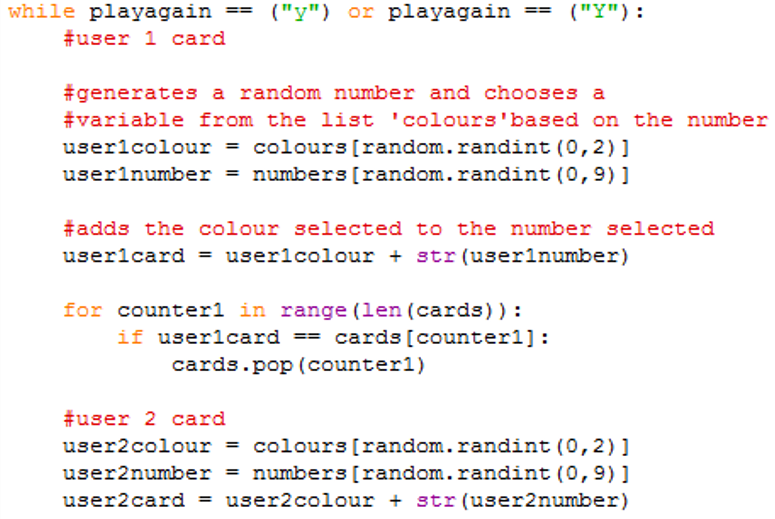 while playagain == ("y") or playagain == ("Y"):
    #user 1 card
    #generates a random number and chooses a
    #variable from the list 'colours'based on the number
    user1colour = colours[random.randint(0,2)]
    user1number = numbers[random.randint(0,9)]
    #adds the colour selected to the number selected
    user1card = user1colour + str(user1number)
    for counter1 in range(len(cards)):
        if user1card == cards[counter1]:
            cards.pop(counter1)
    #user 2 card
    user2colour = colours[random.randint(0,2)]
    user2number = numbers[random.randint(0,9)]
    user2card = user2colour + str(user2number)